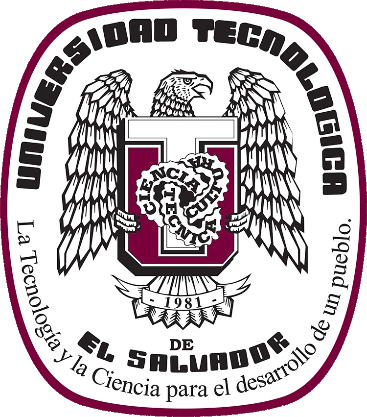 UNIVERSIDAD TECNOLOGICA
CIENCIA
CULTURA
TECNICA
- 1981 -
DE
EL SALVADOR
La Tecnología y la Ciencia para el desarrollo de un pueblo.